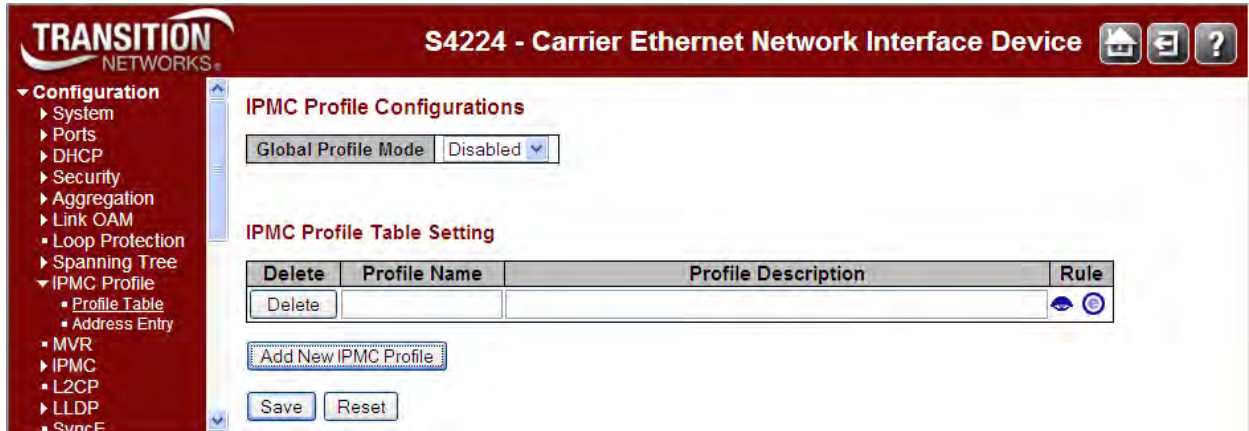 TRANSITION
NETWORKS®
S4224 - Carrier Ethernet Network Interface Device
?
Configuration
System
Ports
DHCP
Security
Aggregation
Link OAM
Loop Protection
Spanning Tree
IPMC Profile
Profile Table
Address Entry
MVR
IPMC
L2CP
LLDP
SyncE
IPMC Profile Configurations
Global Profile Mode Disabled
IPMC Profile Table Setting
Delete Profile Name Profile Description Rule
Delete e
Add New IPMC Profile
Save Reset